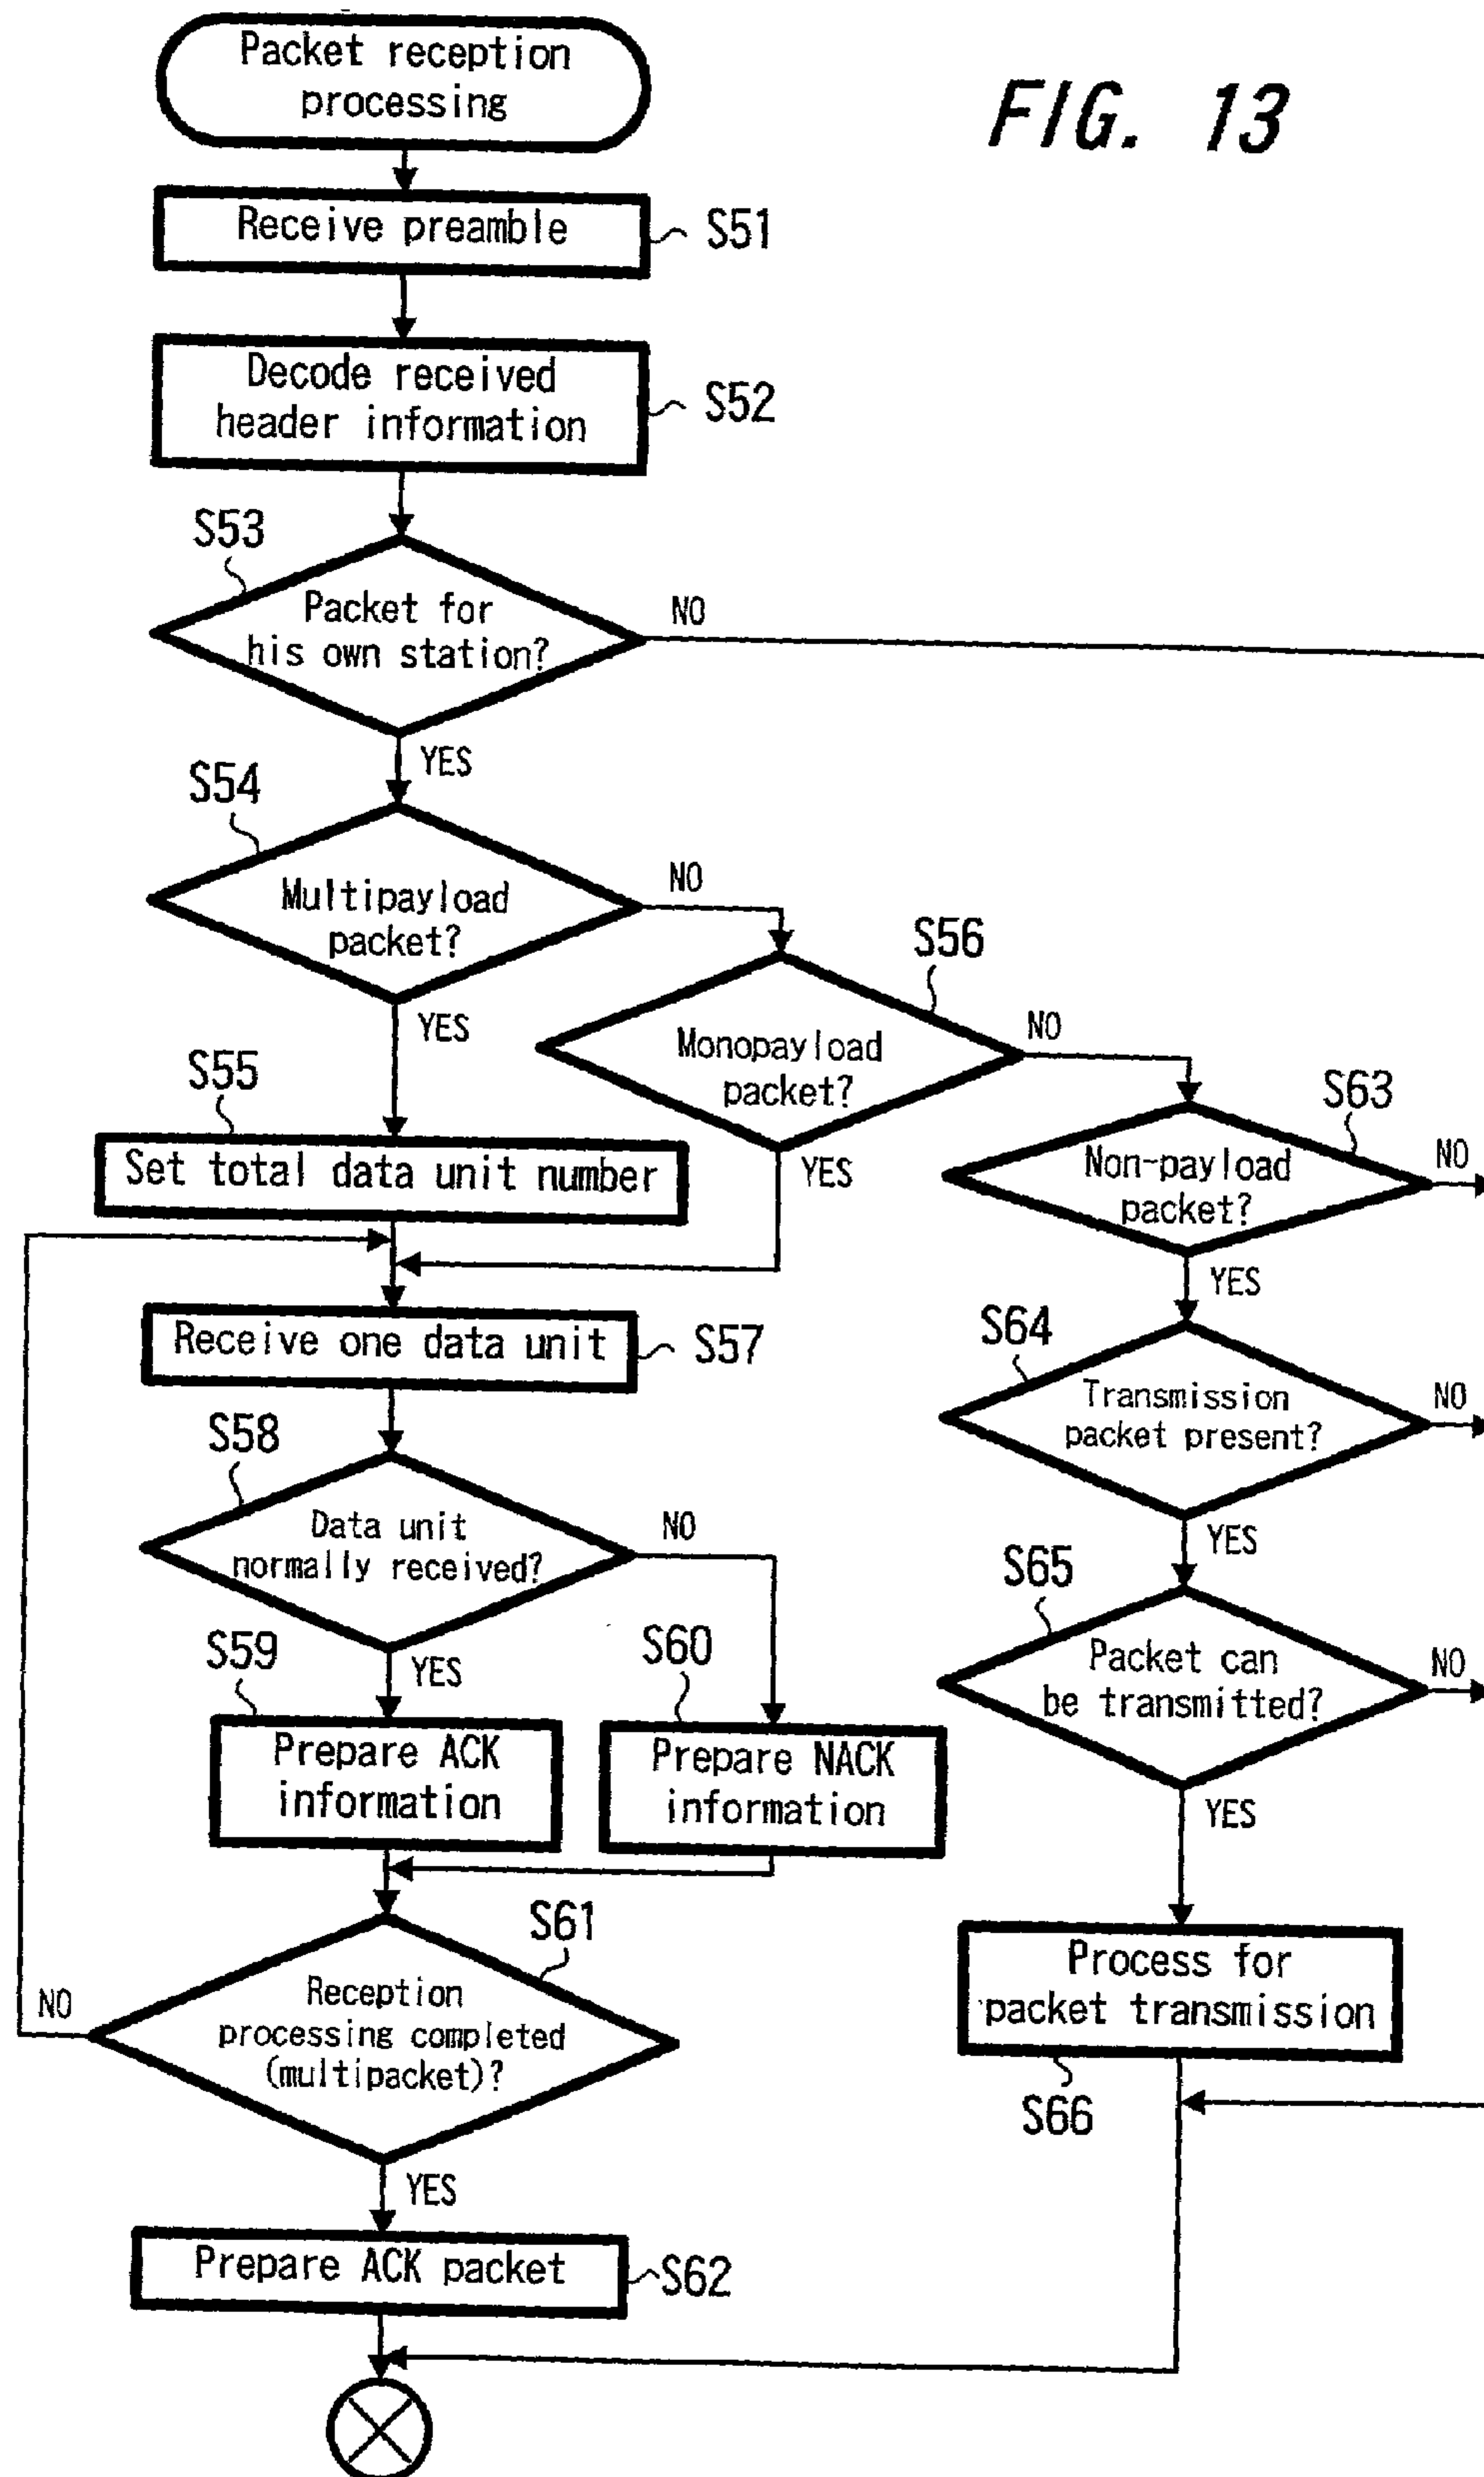 Packet reception
processing
FIG. 13
Receive preamble
S51
Decode received
header information
S52
S53
Packet for
his own station?
NO
YES
S54
Multipayload
packet?
NO
YES
S56
Monopayload
packet?
NO
YES
S55
Set total data unit number
S63
Non-payload
packet?
NO
YES
Receive one data unit
S57
S64
Transmission
packet present?
NO
YES
S58
Data unit
normally received?
NO
YES
S65
Packet can
be transmitted?
NO
YES
S59
Prepare ACK
information
S60
Prepare NACK
information
S61
Reception
processing completed
(multipacket)?
NO
YES
Process for
packet transmission
S66
Prepare ACK packet
S62